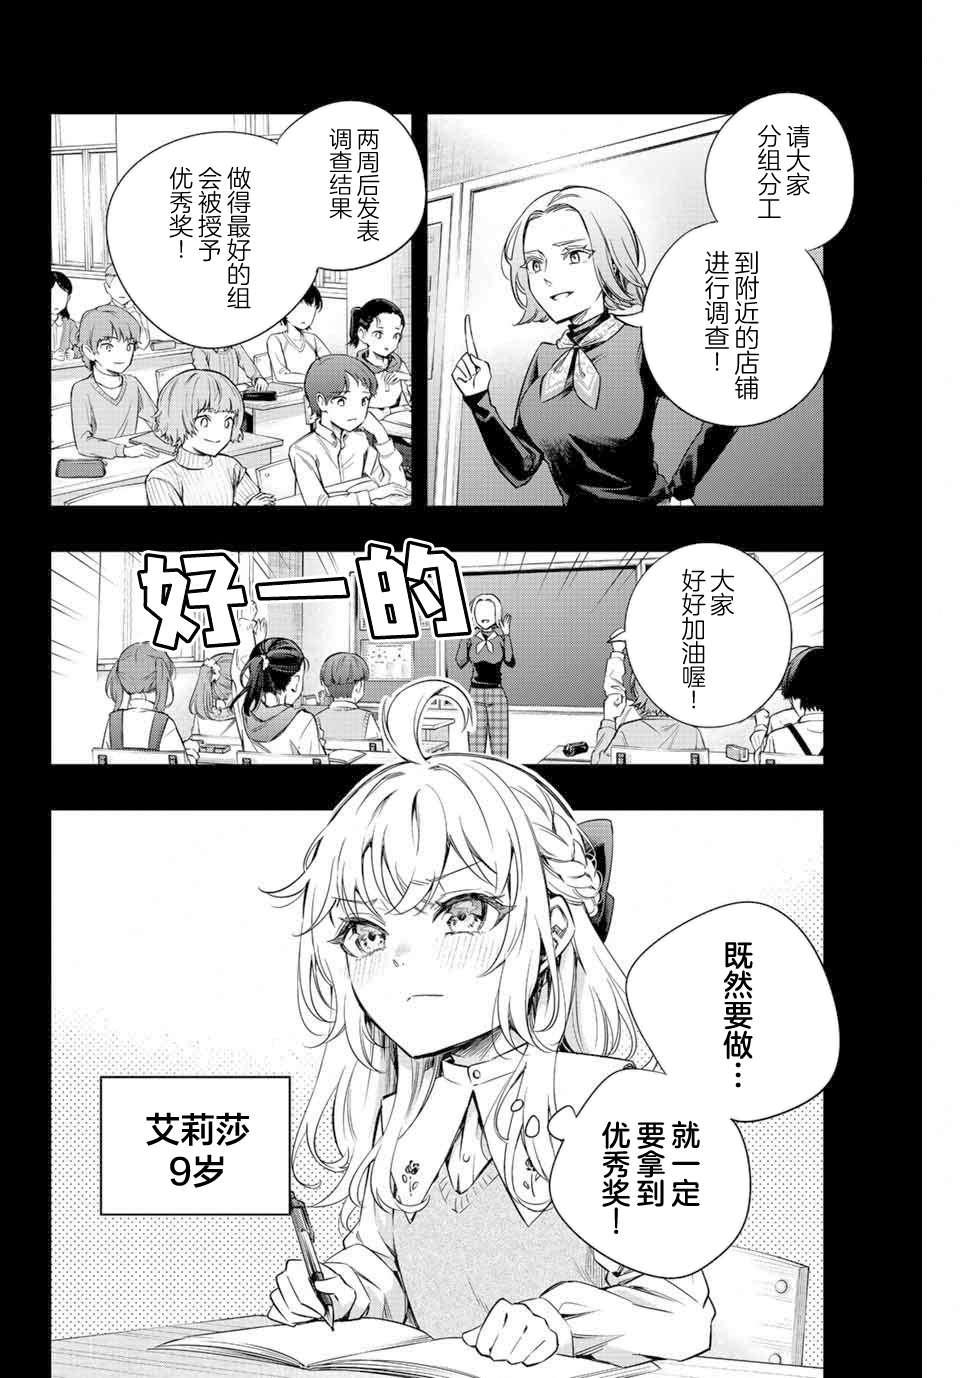 请大家
分组分工
到附近的店铺
进行调查！
两周后发表
调查结果
做得最好的组
会被授予
优秀奖！
大家
好好加油喔！
好一的
既然要做…
就一定
要拿到
优秀奖！
艾莉莎
9岁